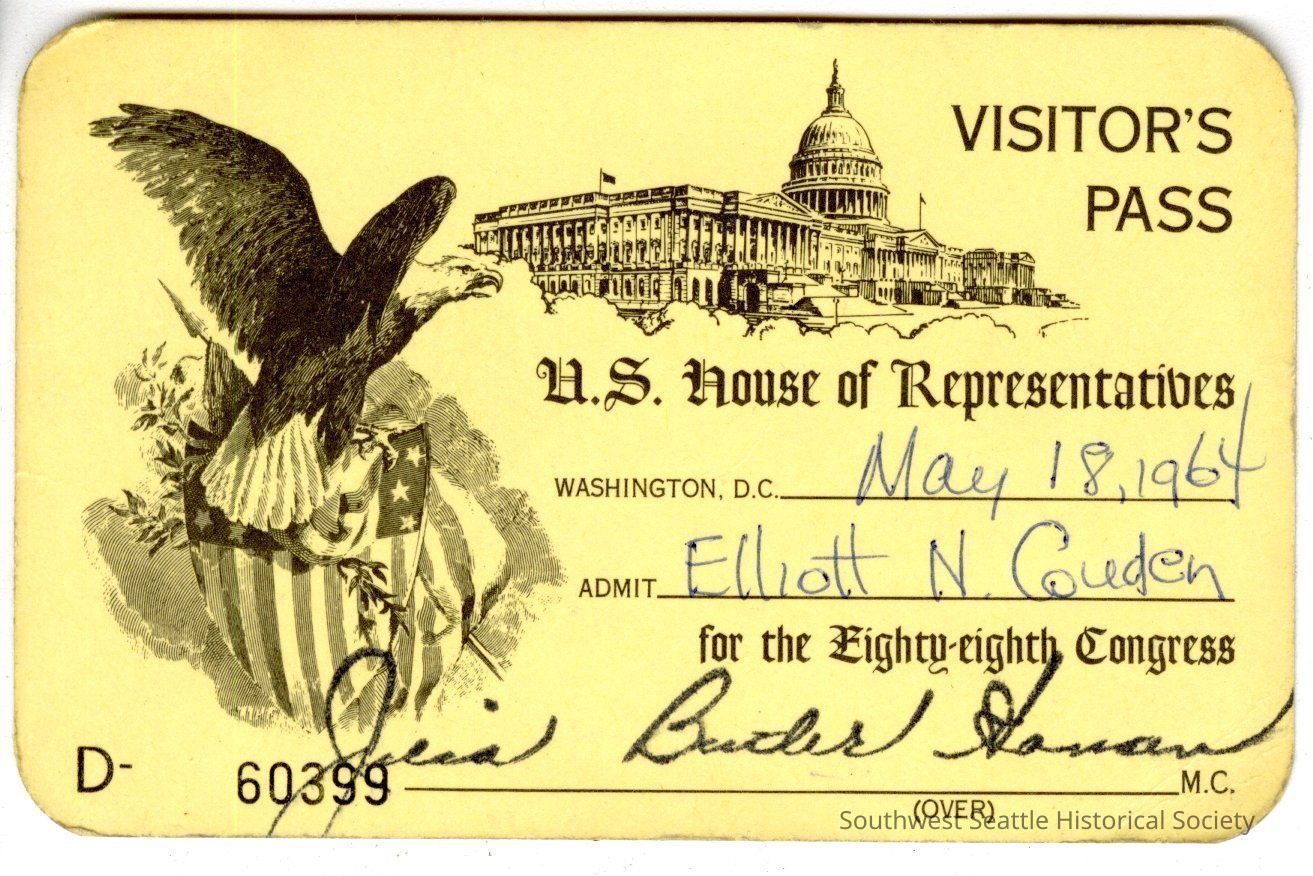 VISITOR'S
PASS
U.S. House of Representatives
WASHINGTON, D.C. May 18, 1964
ADMIT Elliott N. Couden
for the Eighty-eighth Congress
Julia Butler Hansen
D- 60399 M.C.
(OVER)
Southwest Seattle Historical Society